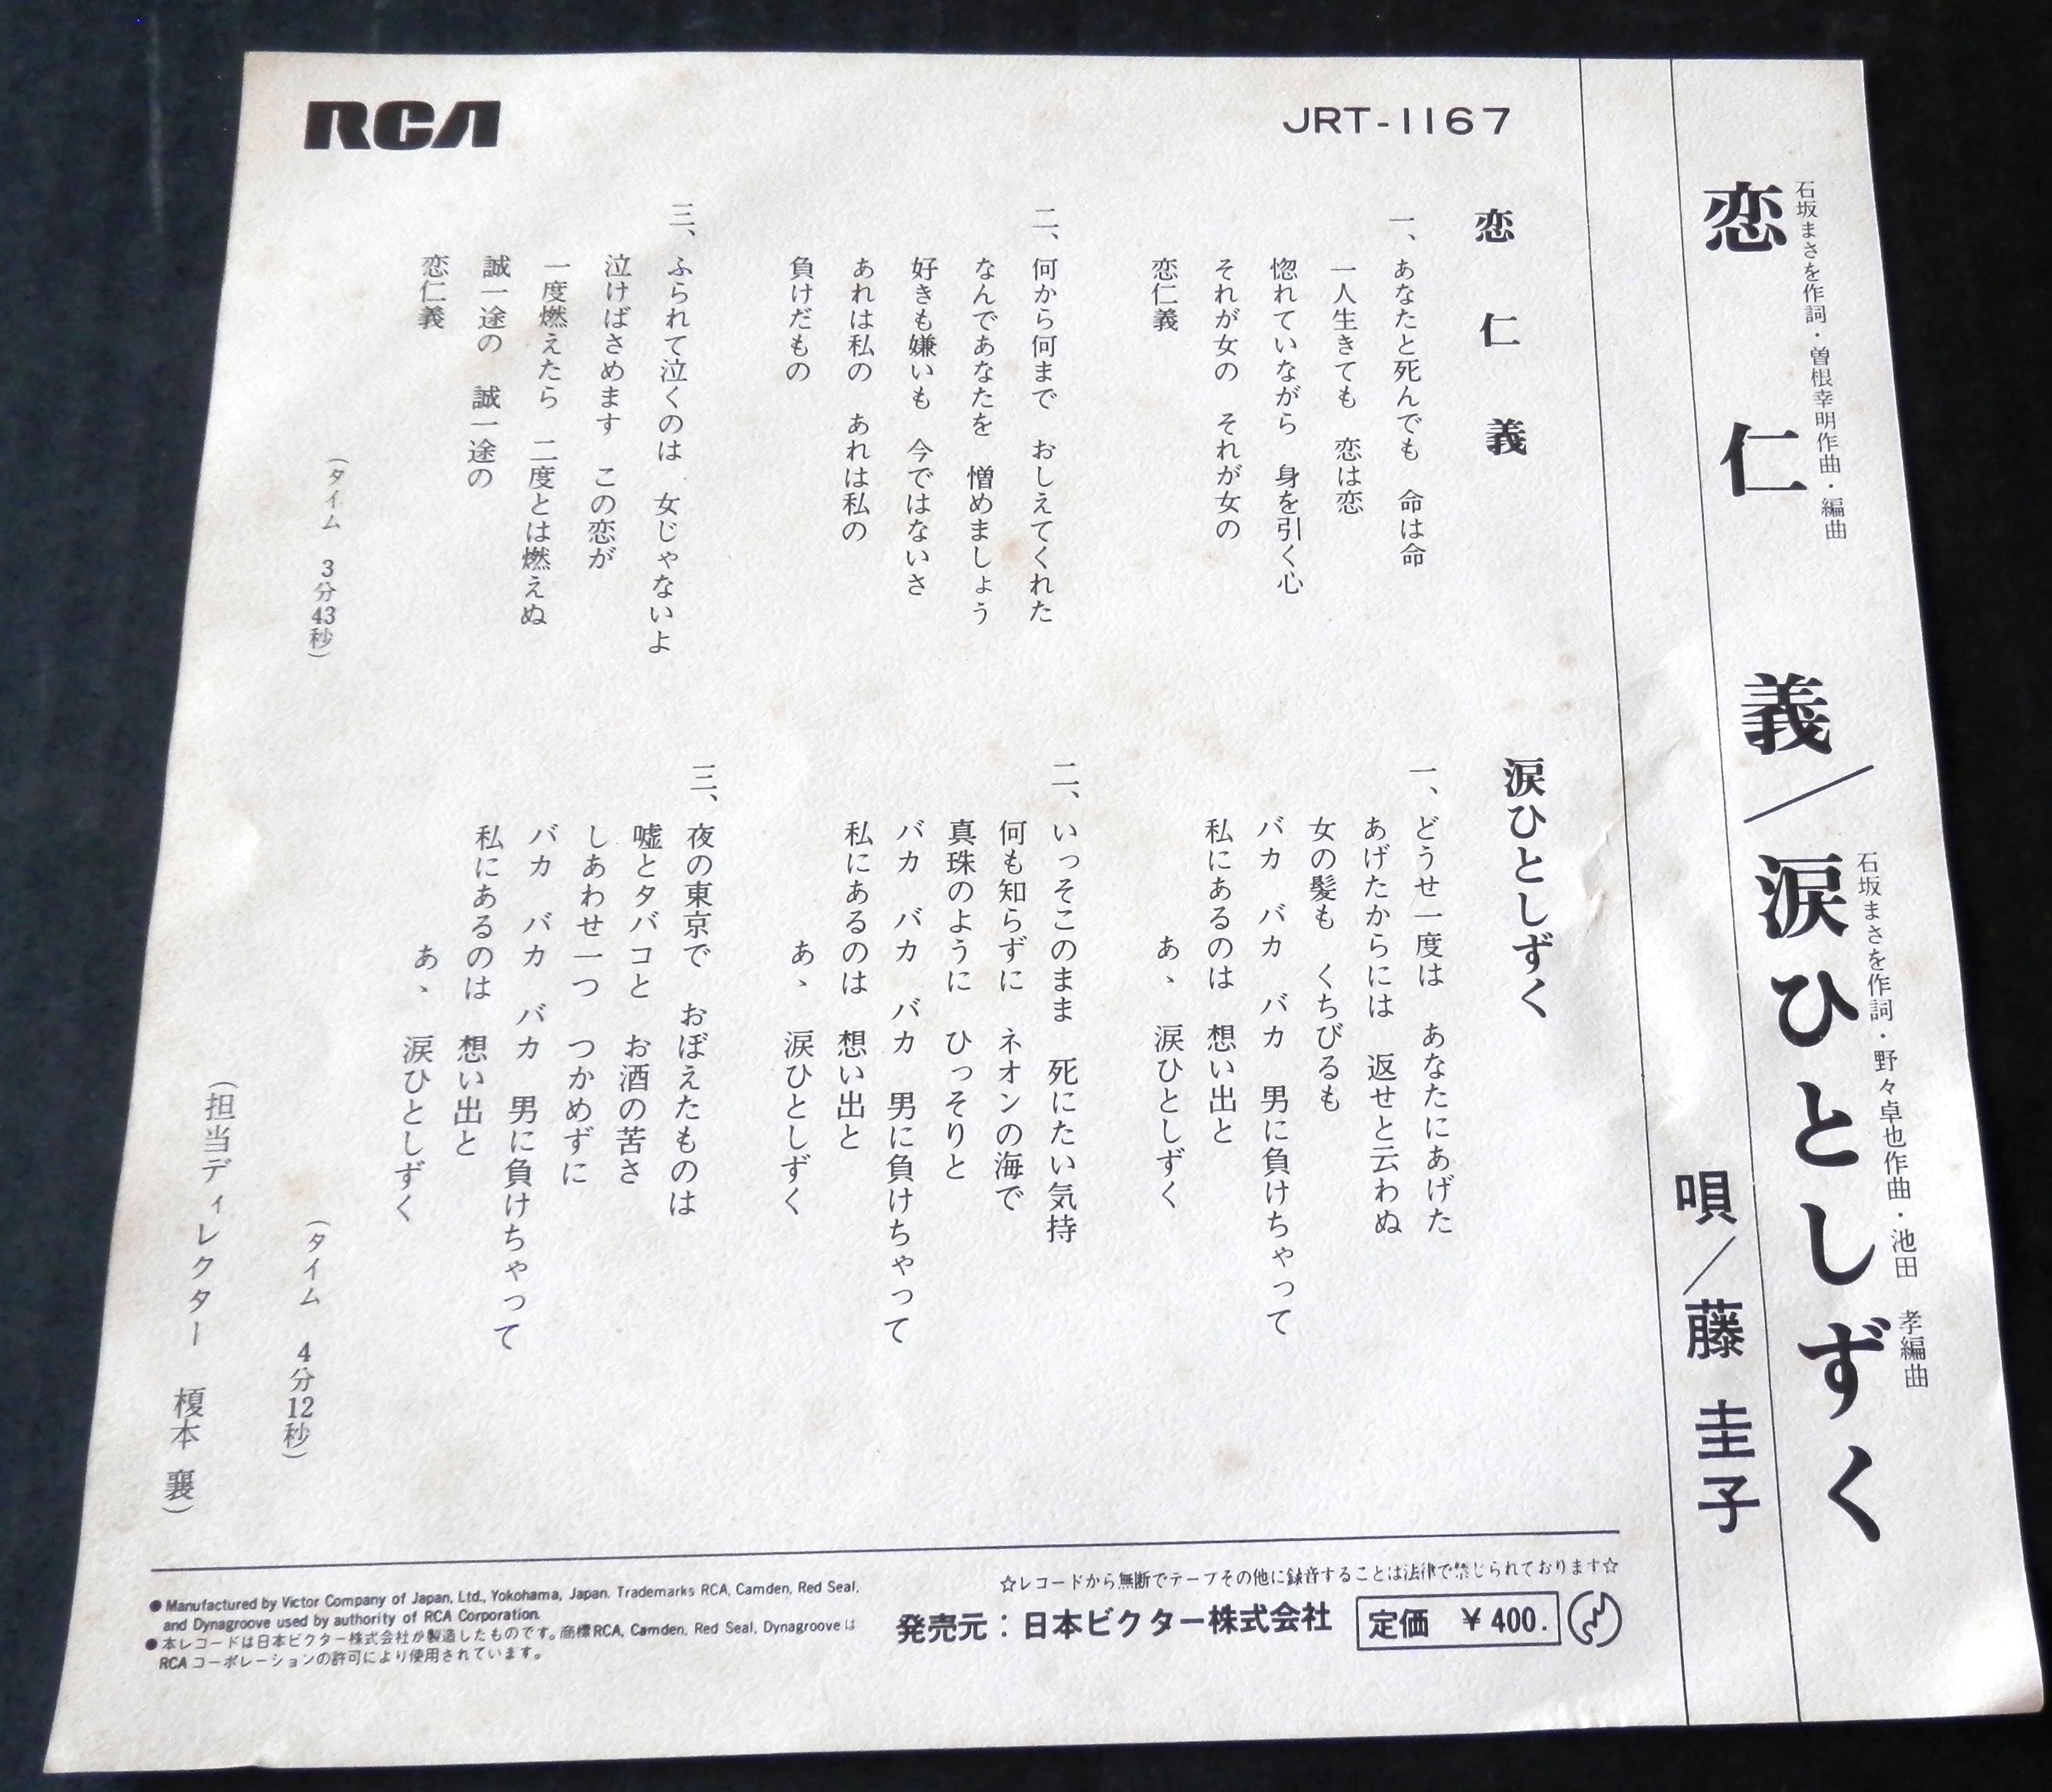 石坂まさを作詞・曽根幸明作曲・編曲
石坂まさを作詞・野々卓也作曲・池田 孝編曲
恋仁義／涙ひとしずく
唄／藤 圭子
RCA
JRT-1167
恋仁義
一、あなたと死んでも 命は命
一人生きても 恋は恋
惚れていながら 身を引く心
それが女の それが女の
恋仁義
二、何から何まで おしえてくれた
なんであなたを 憎めましょう
好きも嫌いも 今ではないさ
あれは私の あれは私の
負けだもの
三、ふられて泣くのは 女じゃないよ
泣けばさめます この恋が
一度燃えたら 二度とは燃えぬ
誠一途の 誠一途の
恋仁義
（タイム 3分43秒）
涙ひとしずく
一、どうせ一度は あなたにあげた
あげたからには 返せと云わぬ
女の髪も くちびるも
バカ バカ バカ 男に負けちゃって
私にあるのは 想い出と
あゝ 涙ひとしずく
二、いっそこのまま 死にたい気持
何も知らずに ネオンの海で
真珠のように ひっそりと
バカ バカ バカ 男に負けちゃって
私にあるのは 想い出と
あゝ 涙ひとしずく
三、夜の東京で おぼえたものは
嘘とタバコと お酒の苦さ
しあわせ一つ つかめずに
バカ バカ バカ 男に負けちゃって
私にあるのは 想い出と
あゝ 涙ひとしずく
（タイム 4分12秒）
（担当ディレクター 榎本 襄）
☆レコードから無断でテープその他に録音することは法律で禁じられております☆
●Manufactured by Victor Company of Japan, Ltd., Yokohama, Japan. Trademarks RCA, Camden, Red Seal,
and Dynagroove used by authority of RCA Corporation.
●本レコードは日本ビクター株式会社が製造したものです。商標RCA, Camden, Red Seal, Dynagrooveは
RCAコーポレーションの許可により使用されています。
発売元：日本ビクター株式会社
定価 ￥400.